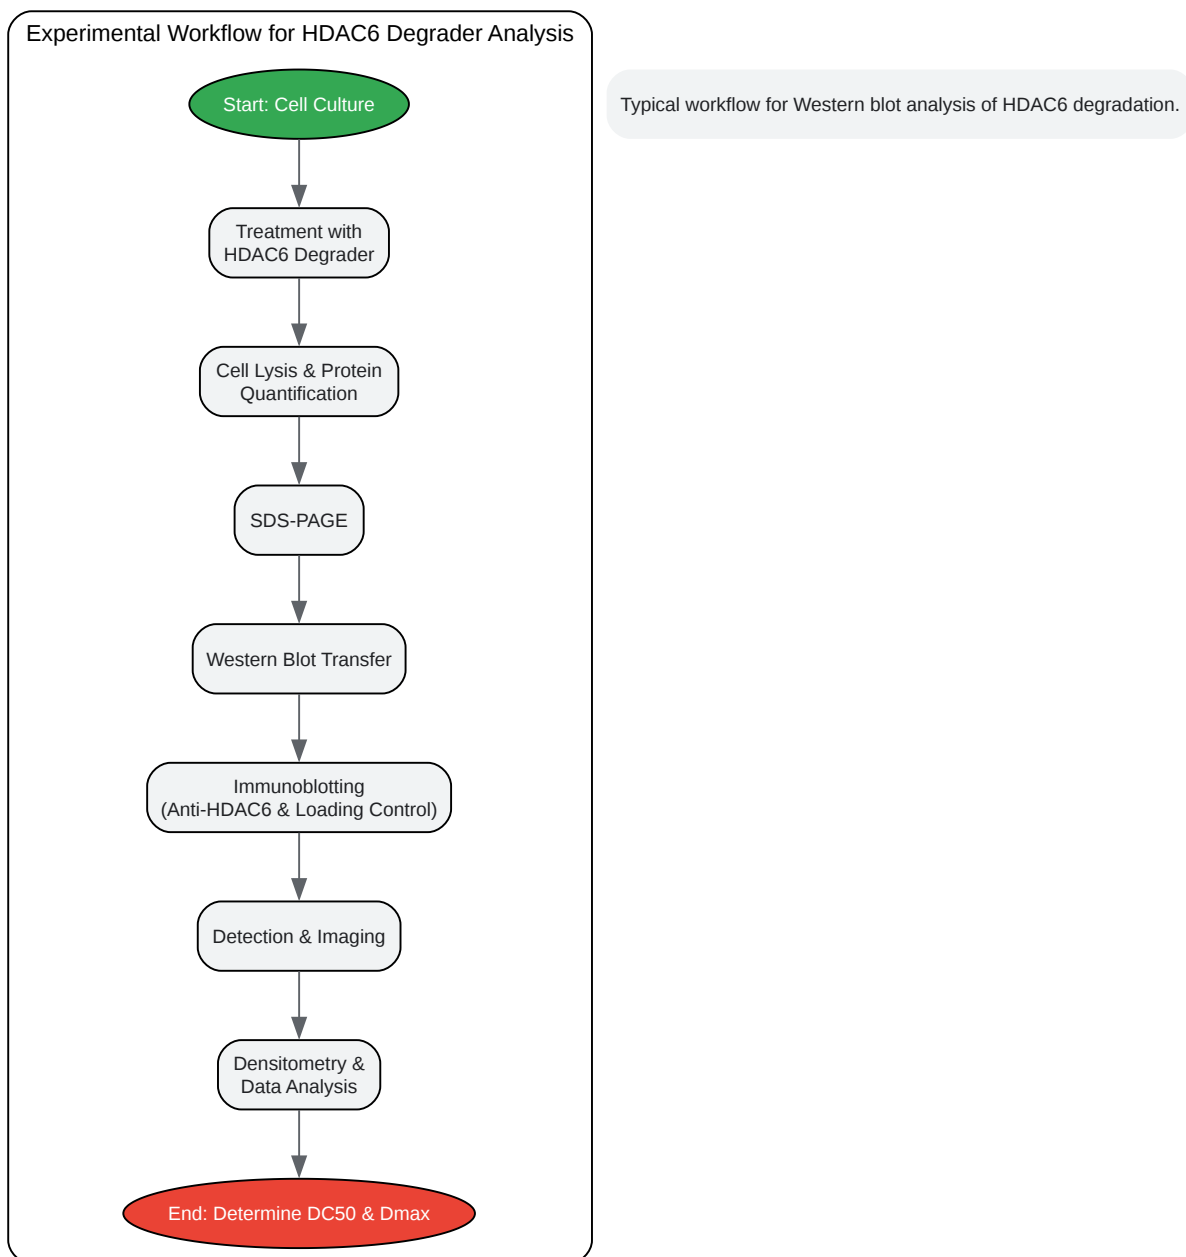 Experimental Workflow for HDAC6 Degrader Analysis
Start: Cell Culture
Typical workflow for Western blot analysis of HDAC6 degradation.
Treatment with
HDAC6 Degrader
Cell Lysis & Protein
Quantification
SDS-PAGE
Western Blot Transfer
Immunoblotting
(Anti-HDAC6 & Loading Control)
Detection & Imaging
Densitometry &
Data Analysis
End: Determine DC50 & Dmax